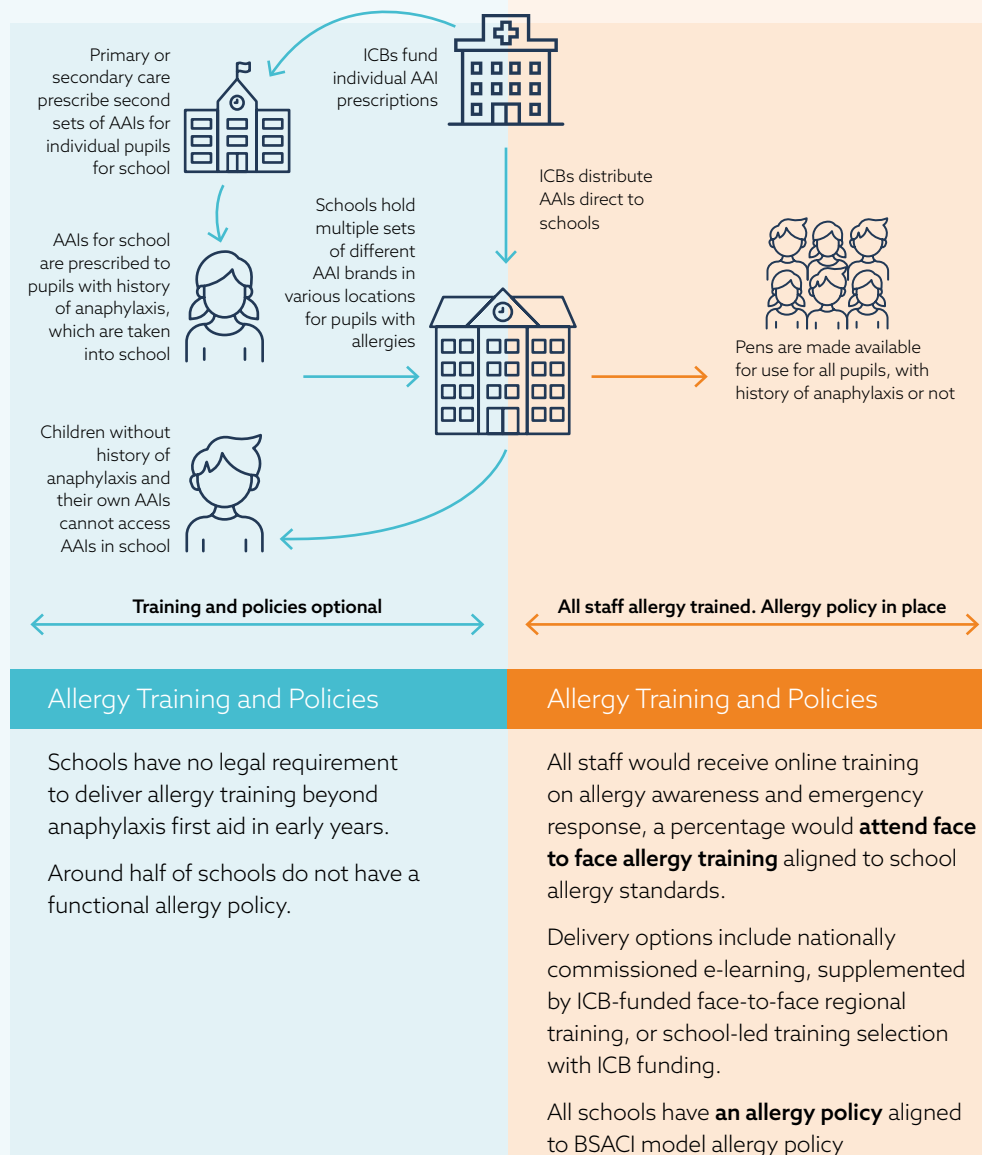 Primary or
secondary care
prescribe second
sets of AAIs for
individual pupils
for school
ICBs fund
individual AAI
prescriptions
ICBs distribute
AAIs direct to
schools
AAIs for school
are prescribed to
pupils with history
of anaphylaxis,
which are taken
into school
Schools hold
multiple sets
of different
AAI brands in
various locations
for pupils with
allergies
Pens are made available
for use for all pupils, with
history of anaphylaxis or not
Children without
history of
anaphylaxis and
their own AAIs
cannot access
AAIs in school
Training and policies optional
All staff allergy trained. Allergy policy in place
Allergy Training and Policies
Schools have no legal requirement
to deliver allergy training beyond
anaphylaxis first aid in early years.
Around half of schools do not have a
functional allergy policy.
Allergy Training and Policies
All staff would receive online training
on allergy awareness and emergency
response, a percentage would attend face
to face allergy training aligned to school
allergy standards.
Delivery options include nationally
commissioned e-learning, supplemented
by ICB-funded face-to-face regional
training, or school-led training selection
with ICB funding.
All schools have an allergy policy aligned
to BSACI model allergy policy